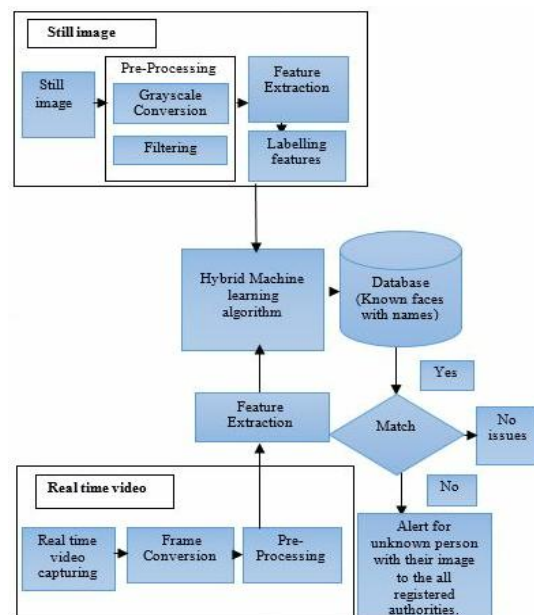 Still image
Pre-Processing
Still
image
Grayscale
Conversion
Filtering
Feature
Extraction
Labelling
features
Hybrid Machine
learning
algorithm
Database
(Known faces
with names)
Yes
Feature
Extraction
Match
No
issues
No
Real time video
Real time
video
capturing
Frame
Conversion
Pre-
Processing
Alert for
unknown person
with their image
to the all
registered
authorities.